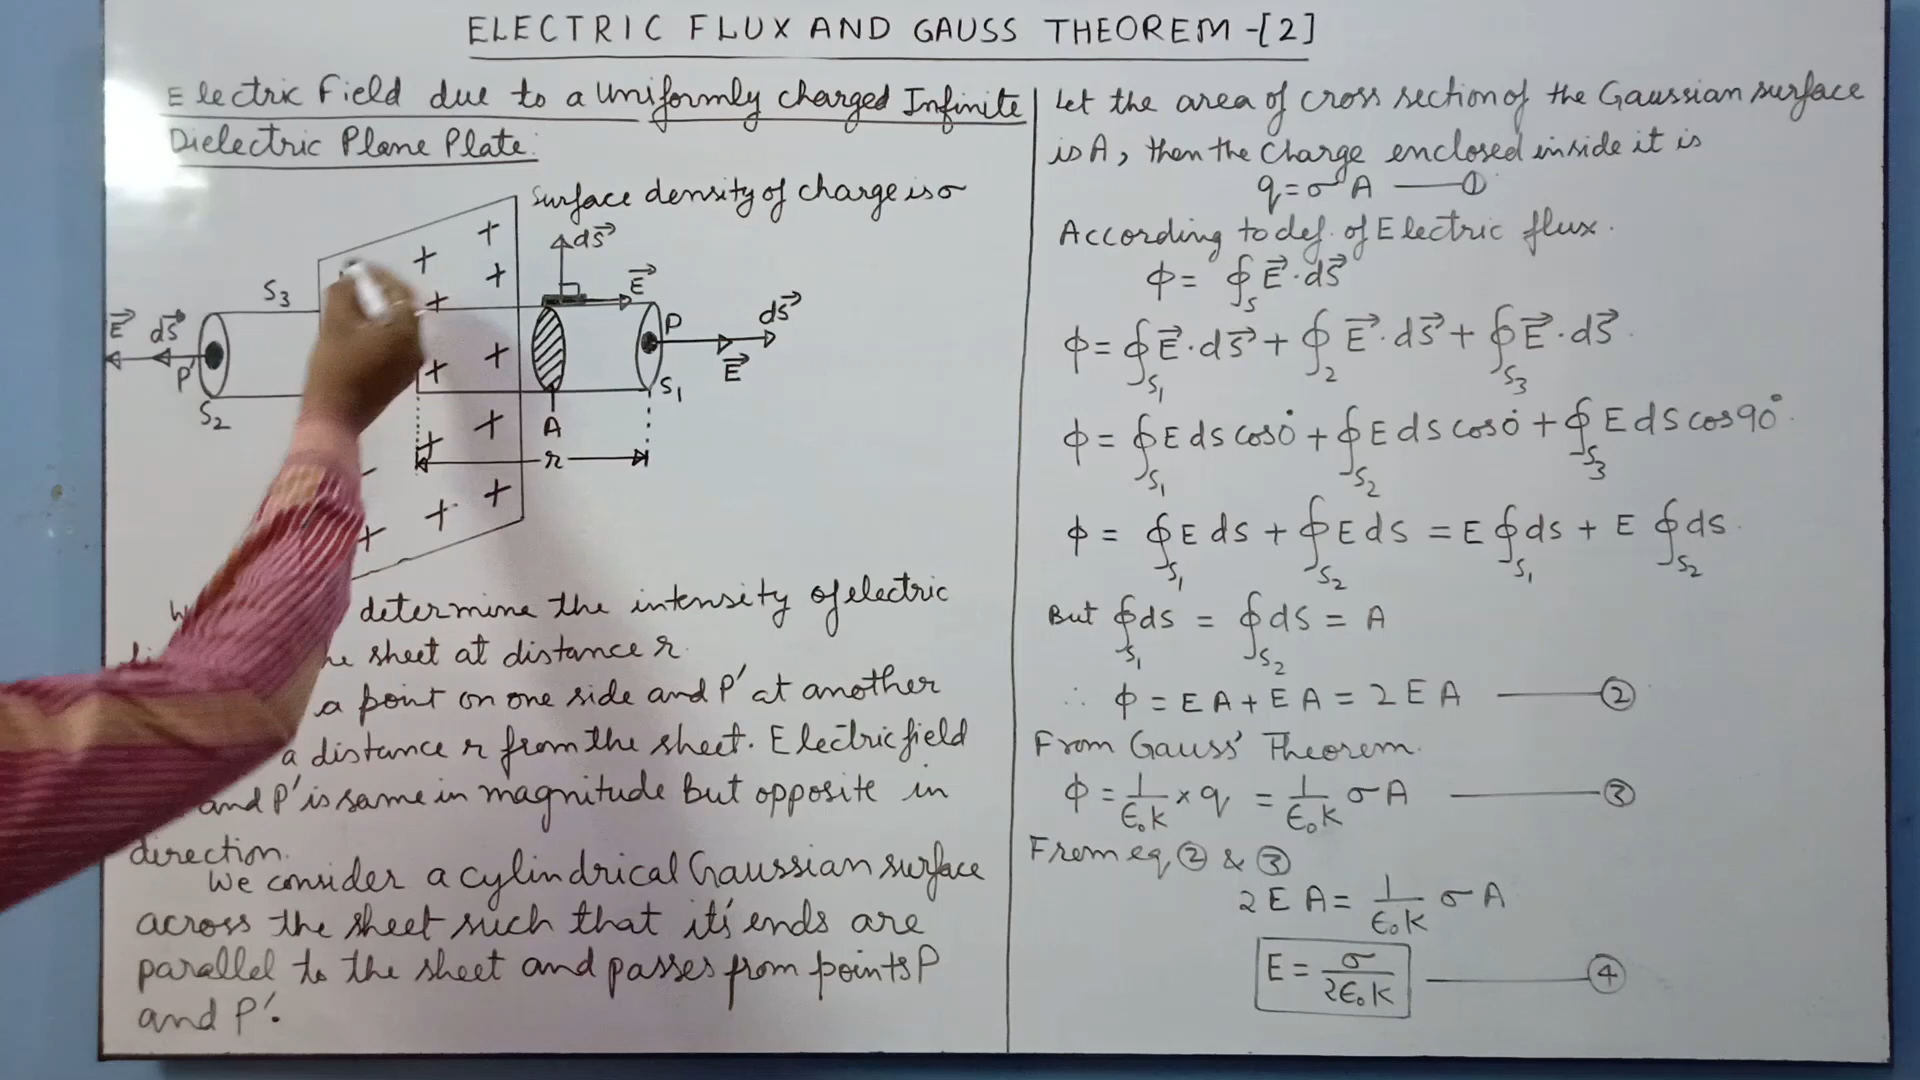 ELECTRIC FLUX AND GAUSS THEOREM -[2]
Electric Field due to a Uniformly charged Infinite
Dielectric Plane Plate.
Surface density of charge is σ
dS⃗
E⃗
S3
P
dS⃗
E⃗
dS⃗
P'
S2
E⃗
S1
A
r
determine the intensity of electric
sheet at distance r.
a point on one side and P' at another
a distance r from the sheet. Electric field
and P' is same in magnitude but opposite in
direction.
We consider a cylindrical Gaussian surface
across the sheet such that it's ends are
parallel to the sheet and passes from points P
and P'.
Let the area of cross section of the Gaussian surface
is A, then the charge enclosed inside it is
q = σ A —— ①
According to def. of Electric flux.
ϕ = ∮S E⃗·dS⃗
ϕ = ∮S1 E⃗·dS⃗ + ∮2 E⃗·dS⃗ + ∮S3 E⃗·dS⃗
ϕ = ∮S1 E ds cos0° + ∮S2 E ds cos0° + ∮S3 E ds cos90°
ϕ = ∮S1 E ds + ∮S2 E ds = E ∮S1 ds + E ∮S2 ds
But ∮S1 ds = ∮S2 ds = A
∴ ϕ = EA + EA = 2EA —— ②
From Gauss' Theorem.
ϕ = 1/ϵ0k × q = 1/ϵ0k σA —— ③
From eq ② & ③
2EA = 1/ϵ0k σA
E = σ/2ϵ0k —— ④